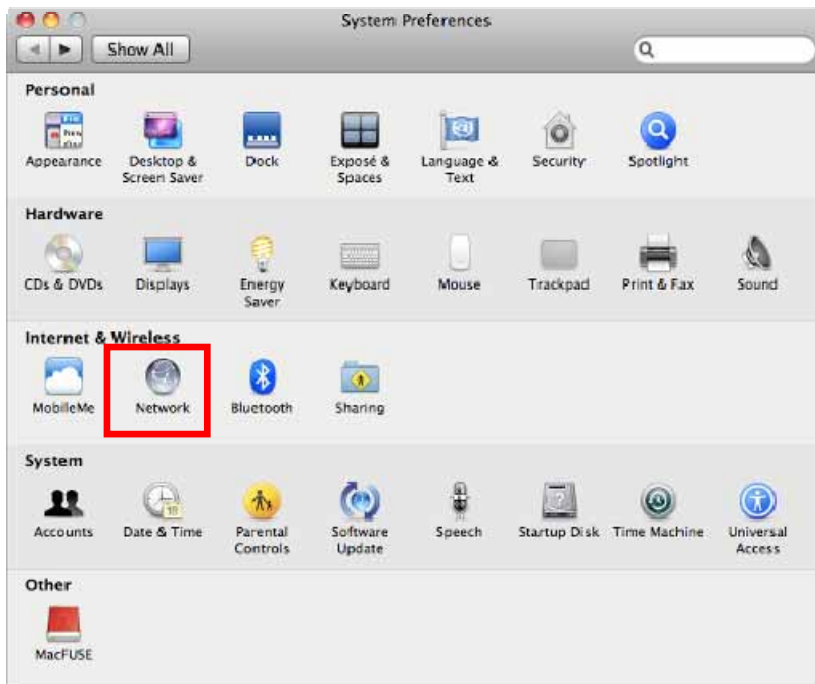 System Preferences
Show All
Personal
Appearance
Desktop &
Screen Saver
Dock
Exposé &
Spaces
Language &
Text
Security
Spotlight
Hardware
CDs & DVDs
Displays
Energy
Saver
Keyboard
Mouse
Trackpad
Print & Fax
Sound
Internet & Wireless
MobileMe
Network
Bluetooth
Sharing
System
Accounts
Date & Time
Parental
Controls
Software
Update
Speech
Startup Disk
Time Machine
Universal
Access
Other
MacFUSE